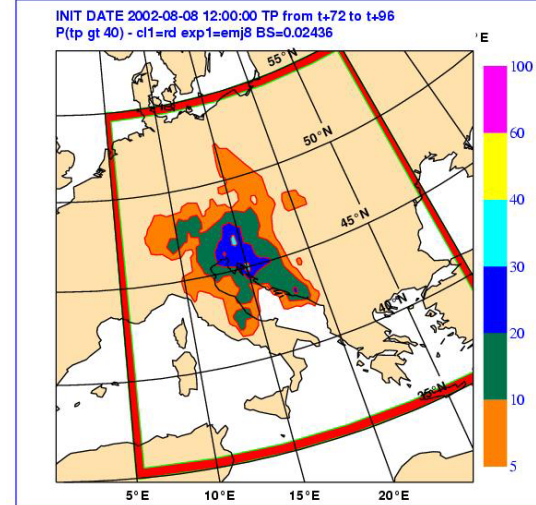 INIT DATE 2002-08-08 12:00:00 TP from t+72 to t+96
P(tp gt 40) - cl1=rd exp1=emj8 BS=0.02436
'E
55°N
50°N
45°N
40°N
35°N
5°E 10°E 15°E 20°E
100
60
40
30
20
10
5